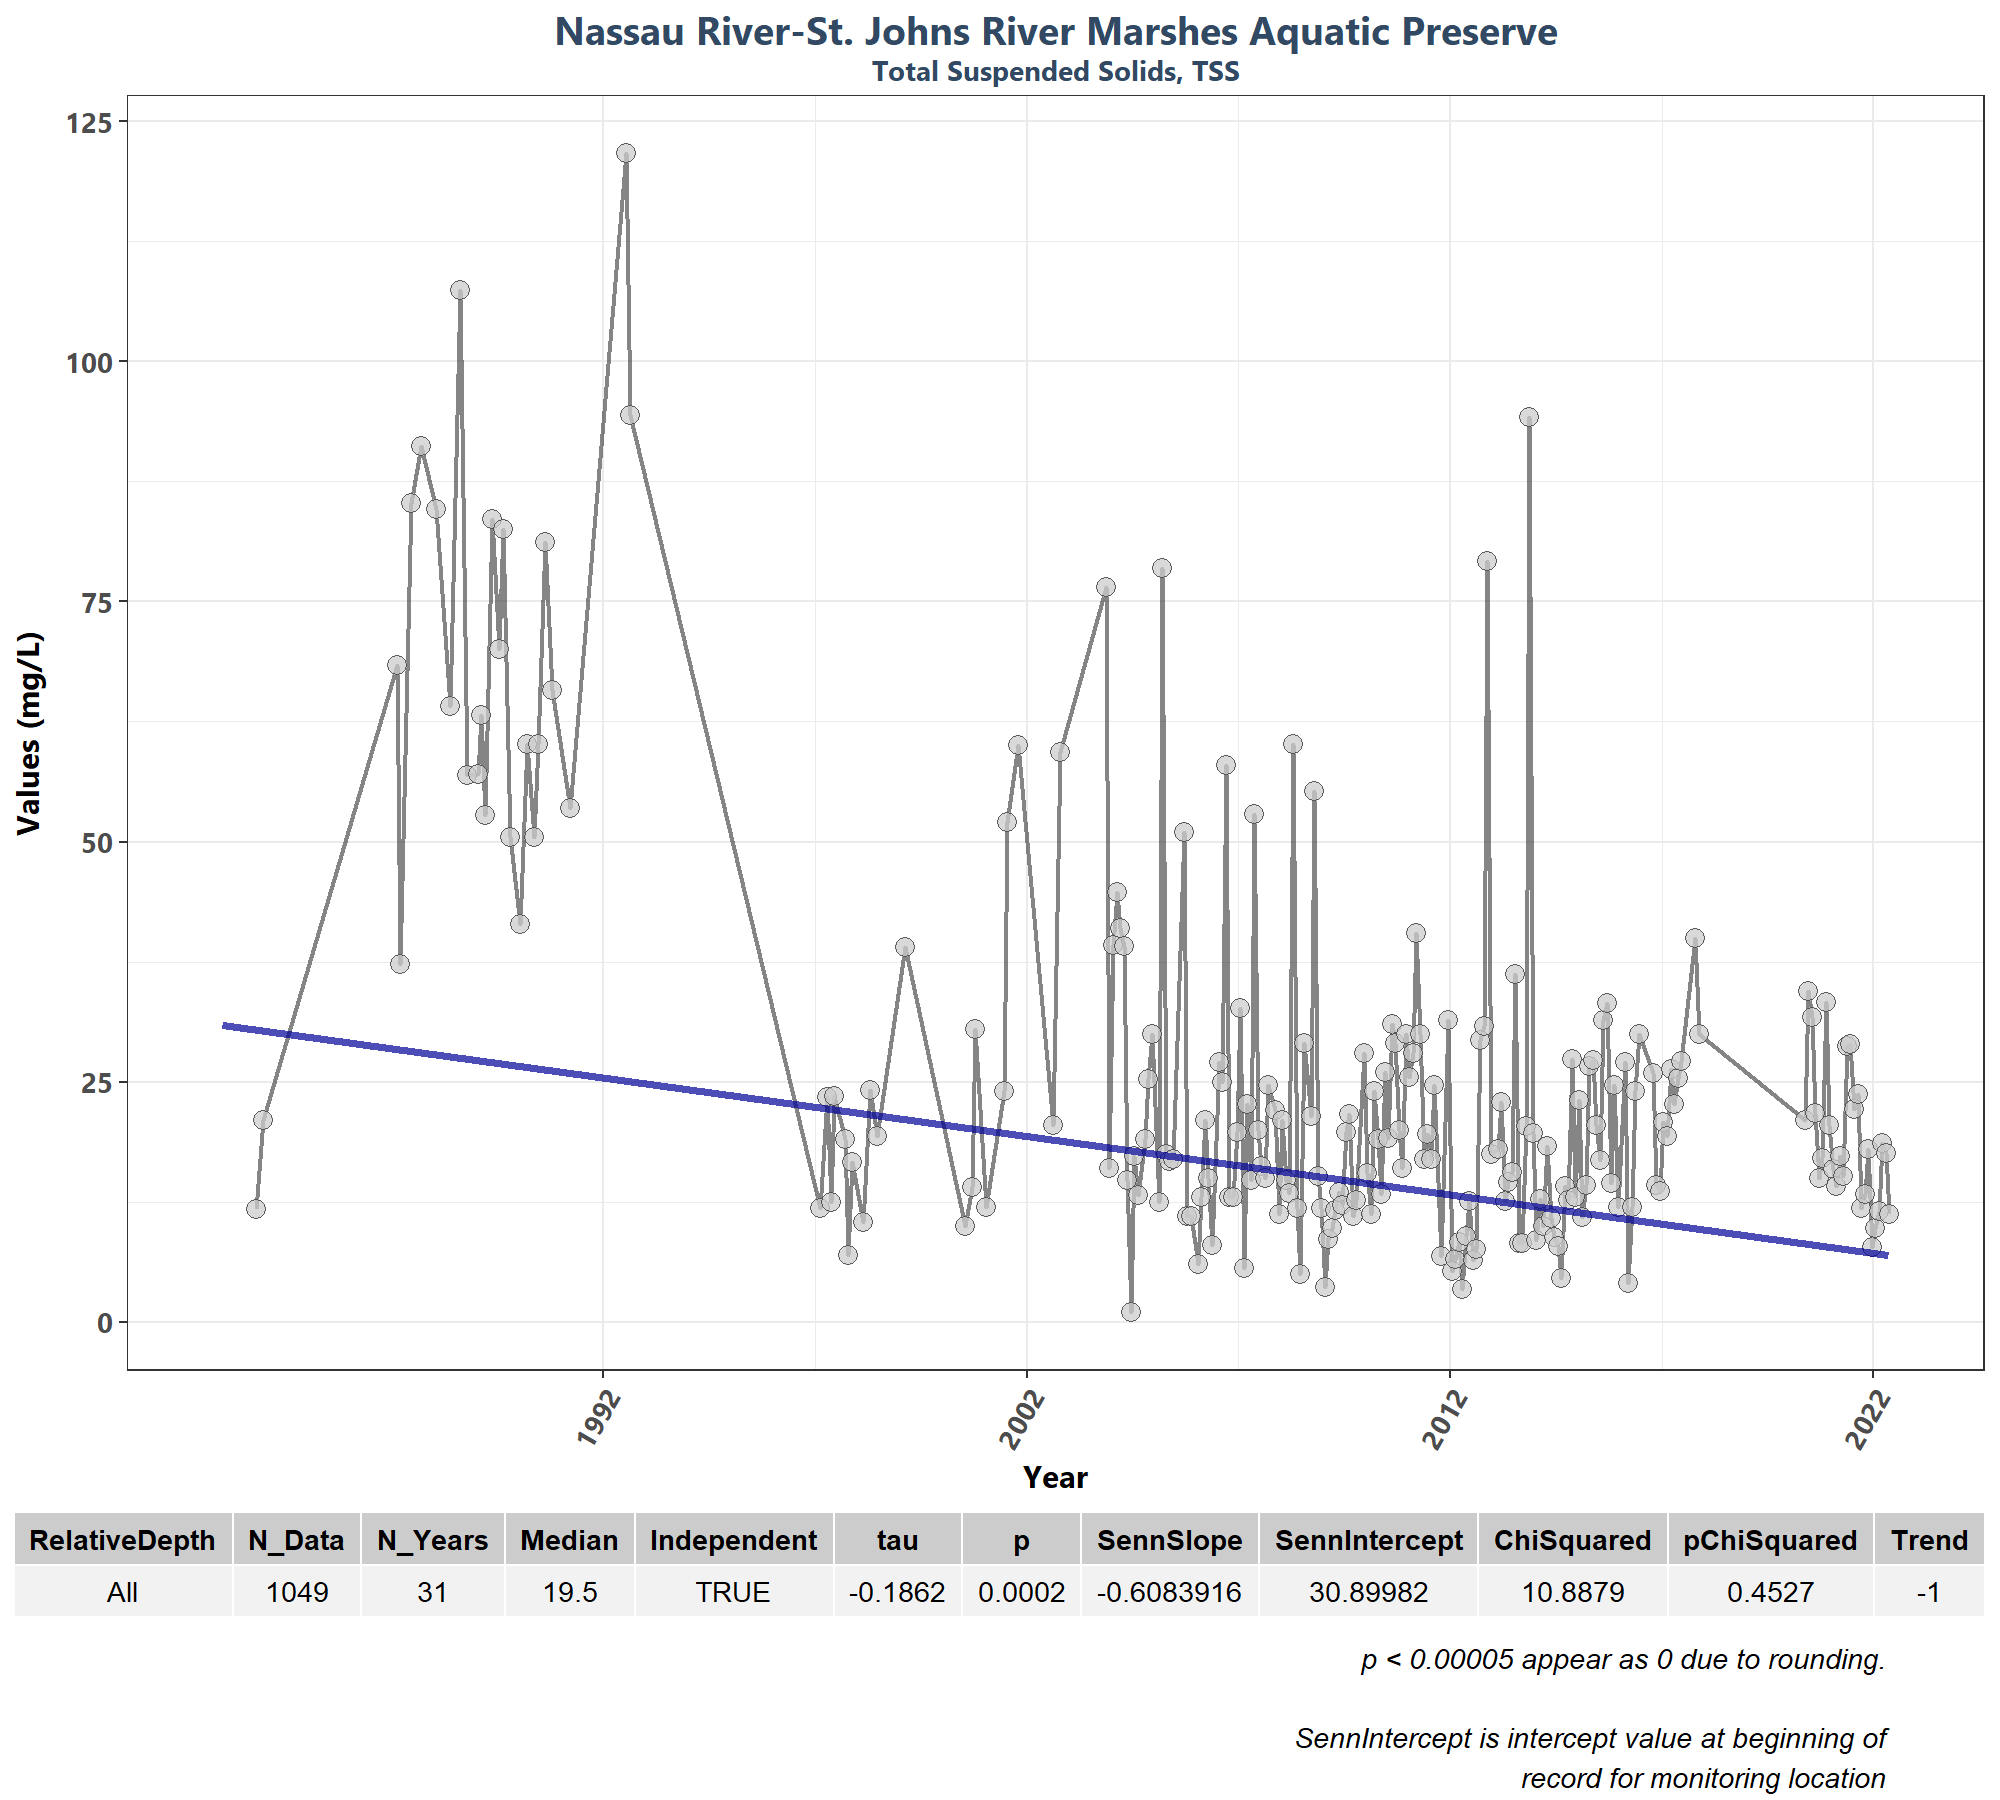 Nassau River-St. Johns River Marshes Aquatic Preserve
Total Suspended Solids, TSS
125
100
75
50
25
0
Values (mg/L)
1992
2002
2012
2022
Year
RelativeDepth N_Data N_Years Median Independent tau p SennSlope SennIntercept ChiSquared pChiSquared Trend
All 1049 31 19.5 TRUE -0.1862 0.0002 -0.6083916 30.89982 10.8879 0.4527 -1
p < 0.00005 appear as 0 due to rounding.
SennIntercept is intercept value at beginning of
record for monitoring location